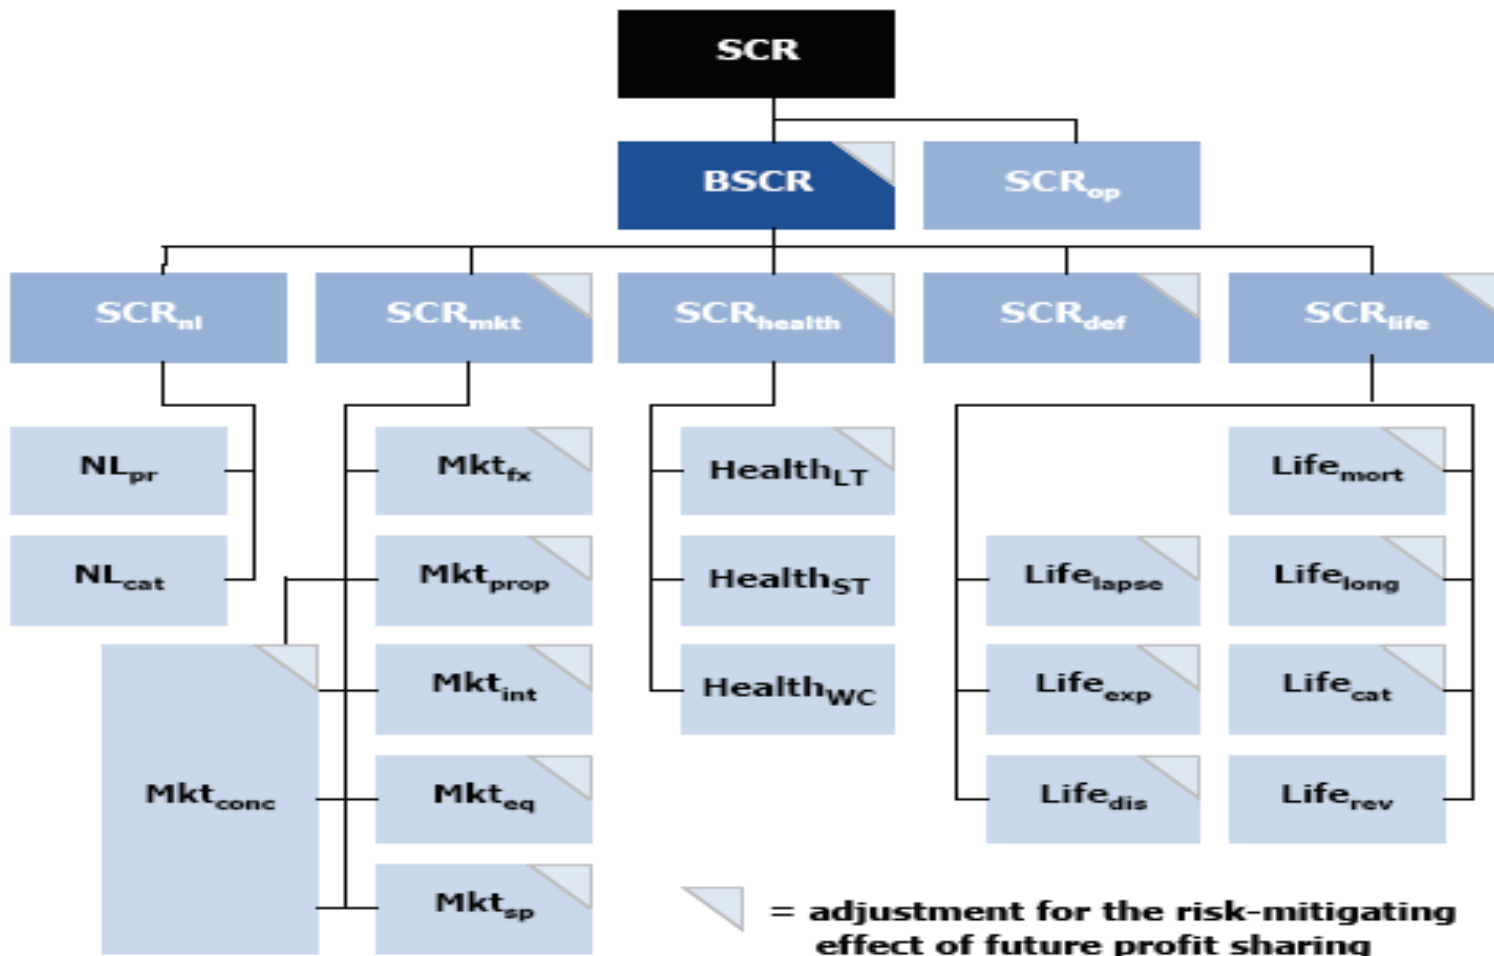 SCR
BSCR
SCRop
SCRnl
SCRmkt
SCRhealth
SCRdef
SCRlife
NLpr
Mktfx
HealthLT
Lifemort
NLcat
Mktprop
HealthST
Lifelapse
Lifelong
Mktint
HealthWC
Lifeexp
Lifecat
Mktconc
Mkteq
Lifedis
Liferev
Mktsp
= adjustment for the risk-mitigating
effect of future profit sharing